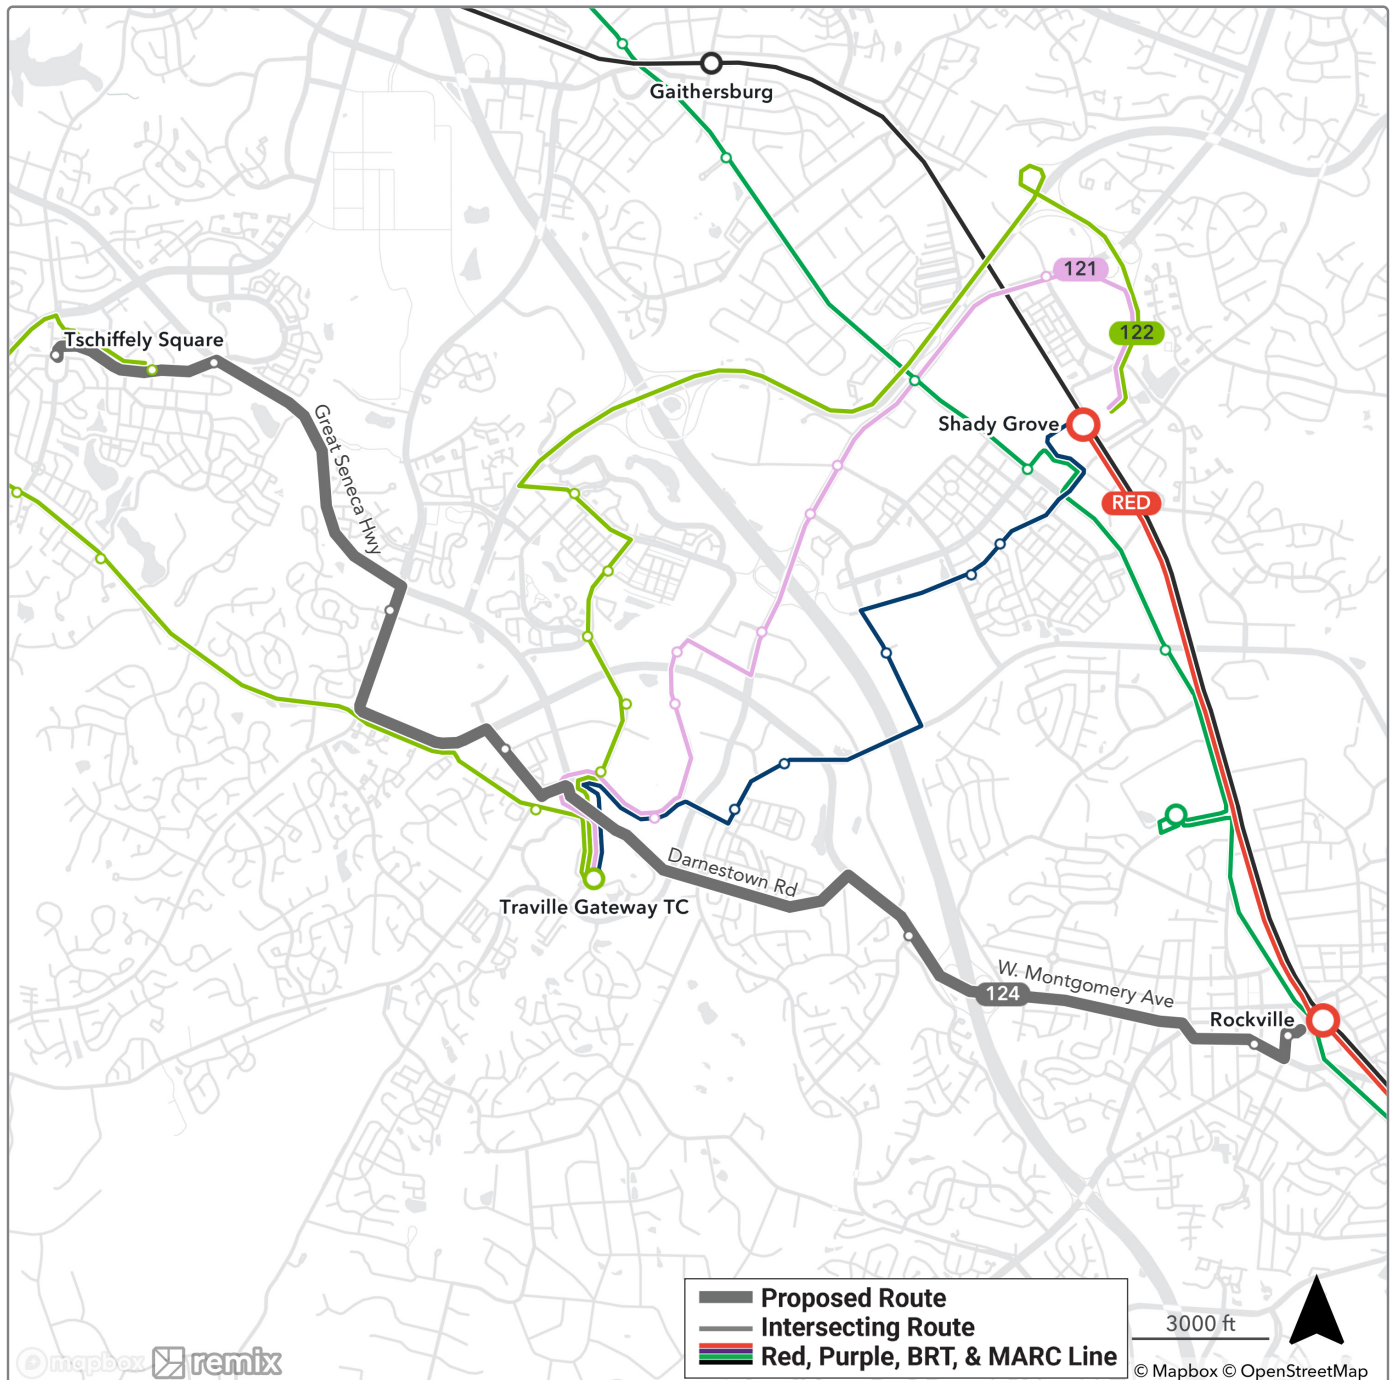 Gaithersburg
121
Tschiffely Square
122
Great Seneca Hwy
Shady Grove
RED
Darnestown Rd
Traville Gateway TC
W. Montgomery Ave
124
Rockville
Proposed Route
Intersecting Route
Red, Purple, BRT, & MARC Line
3000 ft
mapbox
remix
© Mapbox © OpenStreetMap